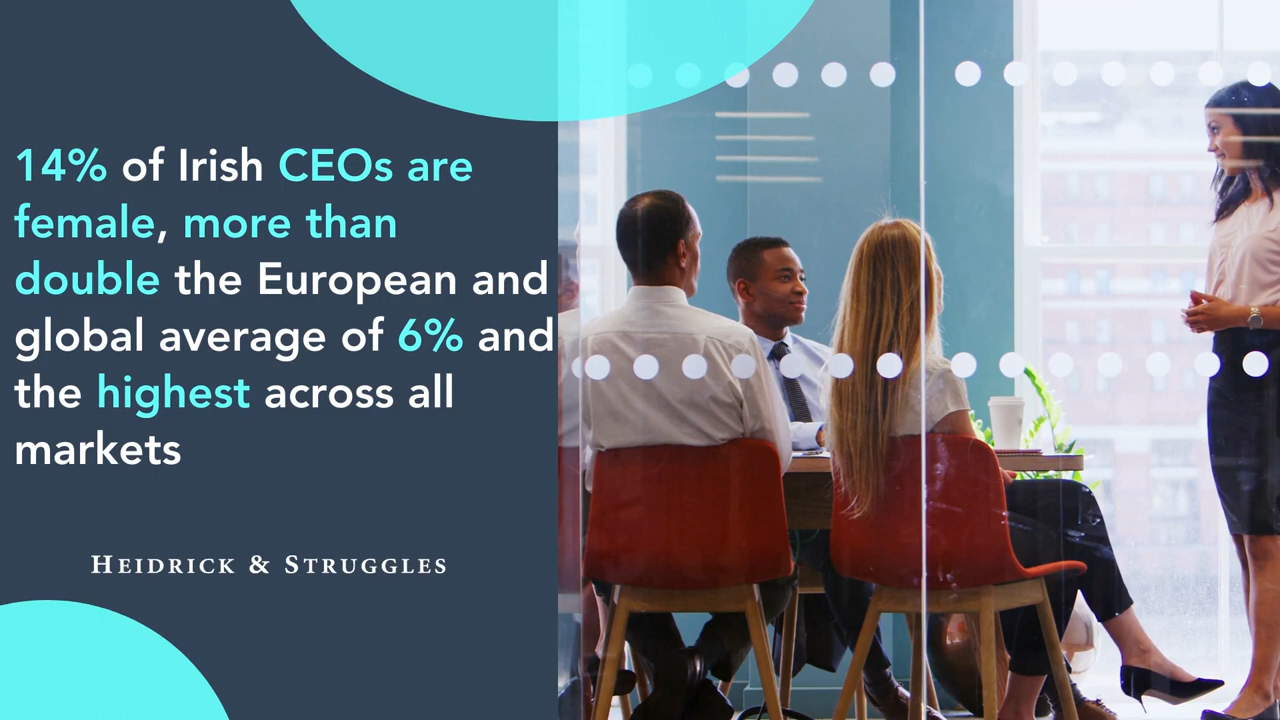 14% of Irish CEOs are
female, more than
double the European and
global average of 6% and
the highest across all
markets
HEIDRICK & STRUGGLES